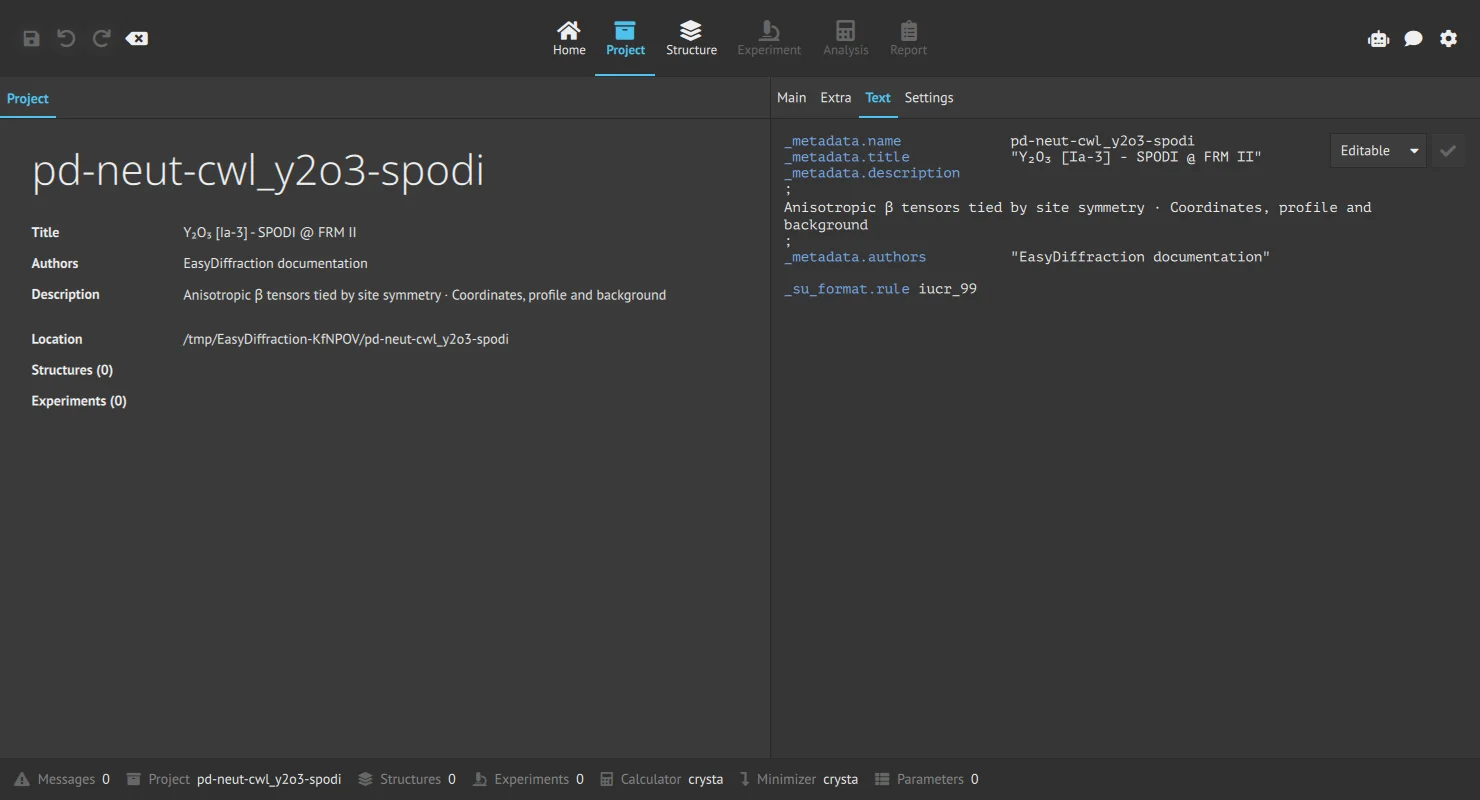 Home Project Structure Experiment Analysis Report
Project
Main Extra Text Settings
pd-neut-cwl_y2o3-spodi
Title Y₂O₃ [Ia-3] - SPODI @ FRM II
Authors EasyDiffraction documentation
Description Anisotropic β tensors tied by site symmetry · Coordinates, profile and background
Location /tmp/EasyDiffraction-KfNPOV/pd-neut-cwl_y2o3-spodi
Structures (0)
Experiments (0)
_metadata.name pd-neut-cwl_y2o3-spodi
_metadata.title "Y₂O₃ [Ia-3] - SPODI @ FRM II"
_metadata.description
;
Anisotropic β tensors tied by site symmetry · Coordinates, profile and
background
;
_metadata.authors "EasyDiffraction documentation"
_su_format.rule iucr_99
Editable
Messages 0 Project pd-neut-cwl_y2o3-spodi Structures 0 Experiments 0 Calculator crysta Minimizer crysta Parameters 0